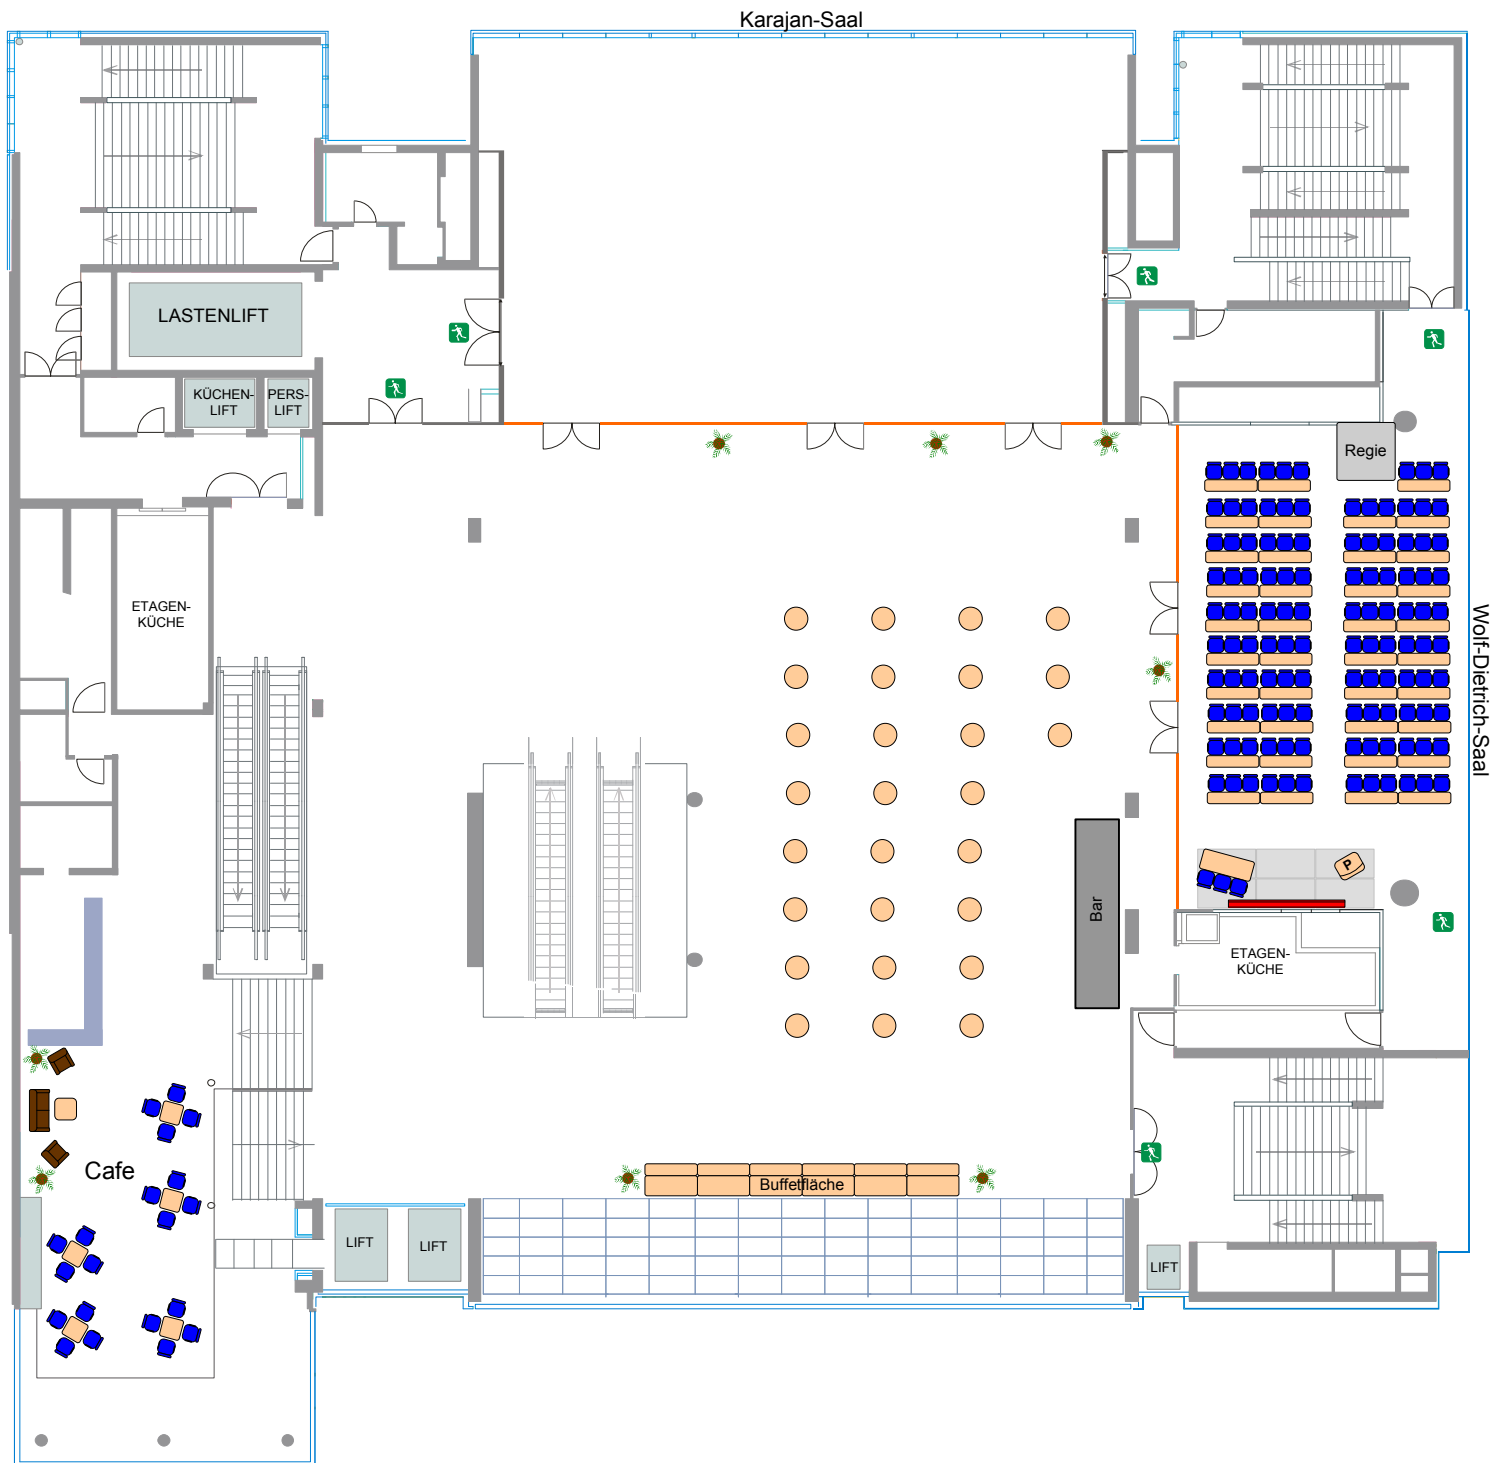 Karajan-Saal
LASTENLIFT
KÜCHEN-
LIFT
PERS-
LIFT
Regie
ETAGEN-
KÜCHE
Wolf-Dietrich-Saal
P
Bar
ETAGEN-
KÜCHE
Cafe
Buffetfläche
LIFT
LIFT
LIFT